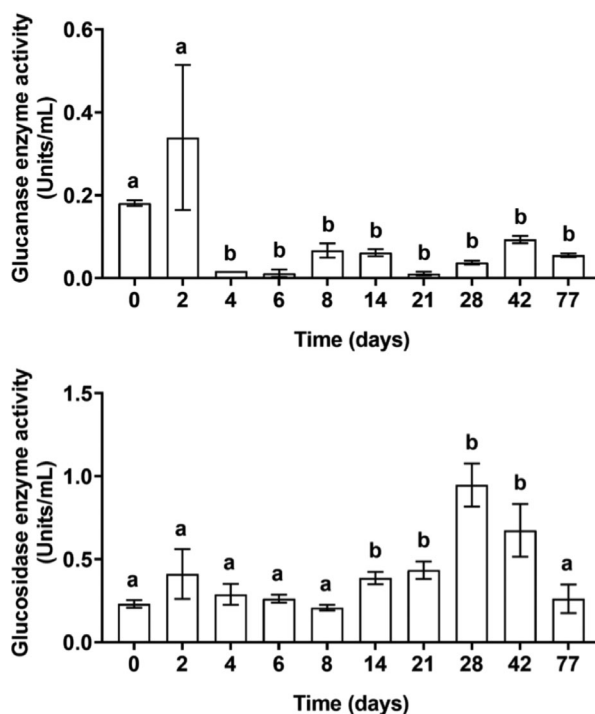 Glucanase enzyme activity
(Units/mL)
0.6
0.4
0.2
0.0
a
a
b
b
b
b
b
b
b
b
0 2 4 6 8 14 21 28 42 77
Time (days)
Glucosidase enzyme activity
(Units/mL)
1.5
1.0
0.5
0.0
a
a
a
a
a
b
b
b
b
a
0 2 4 6 8 14 21 28 42 77
Time (days)